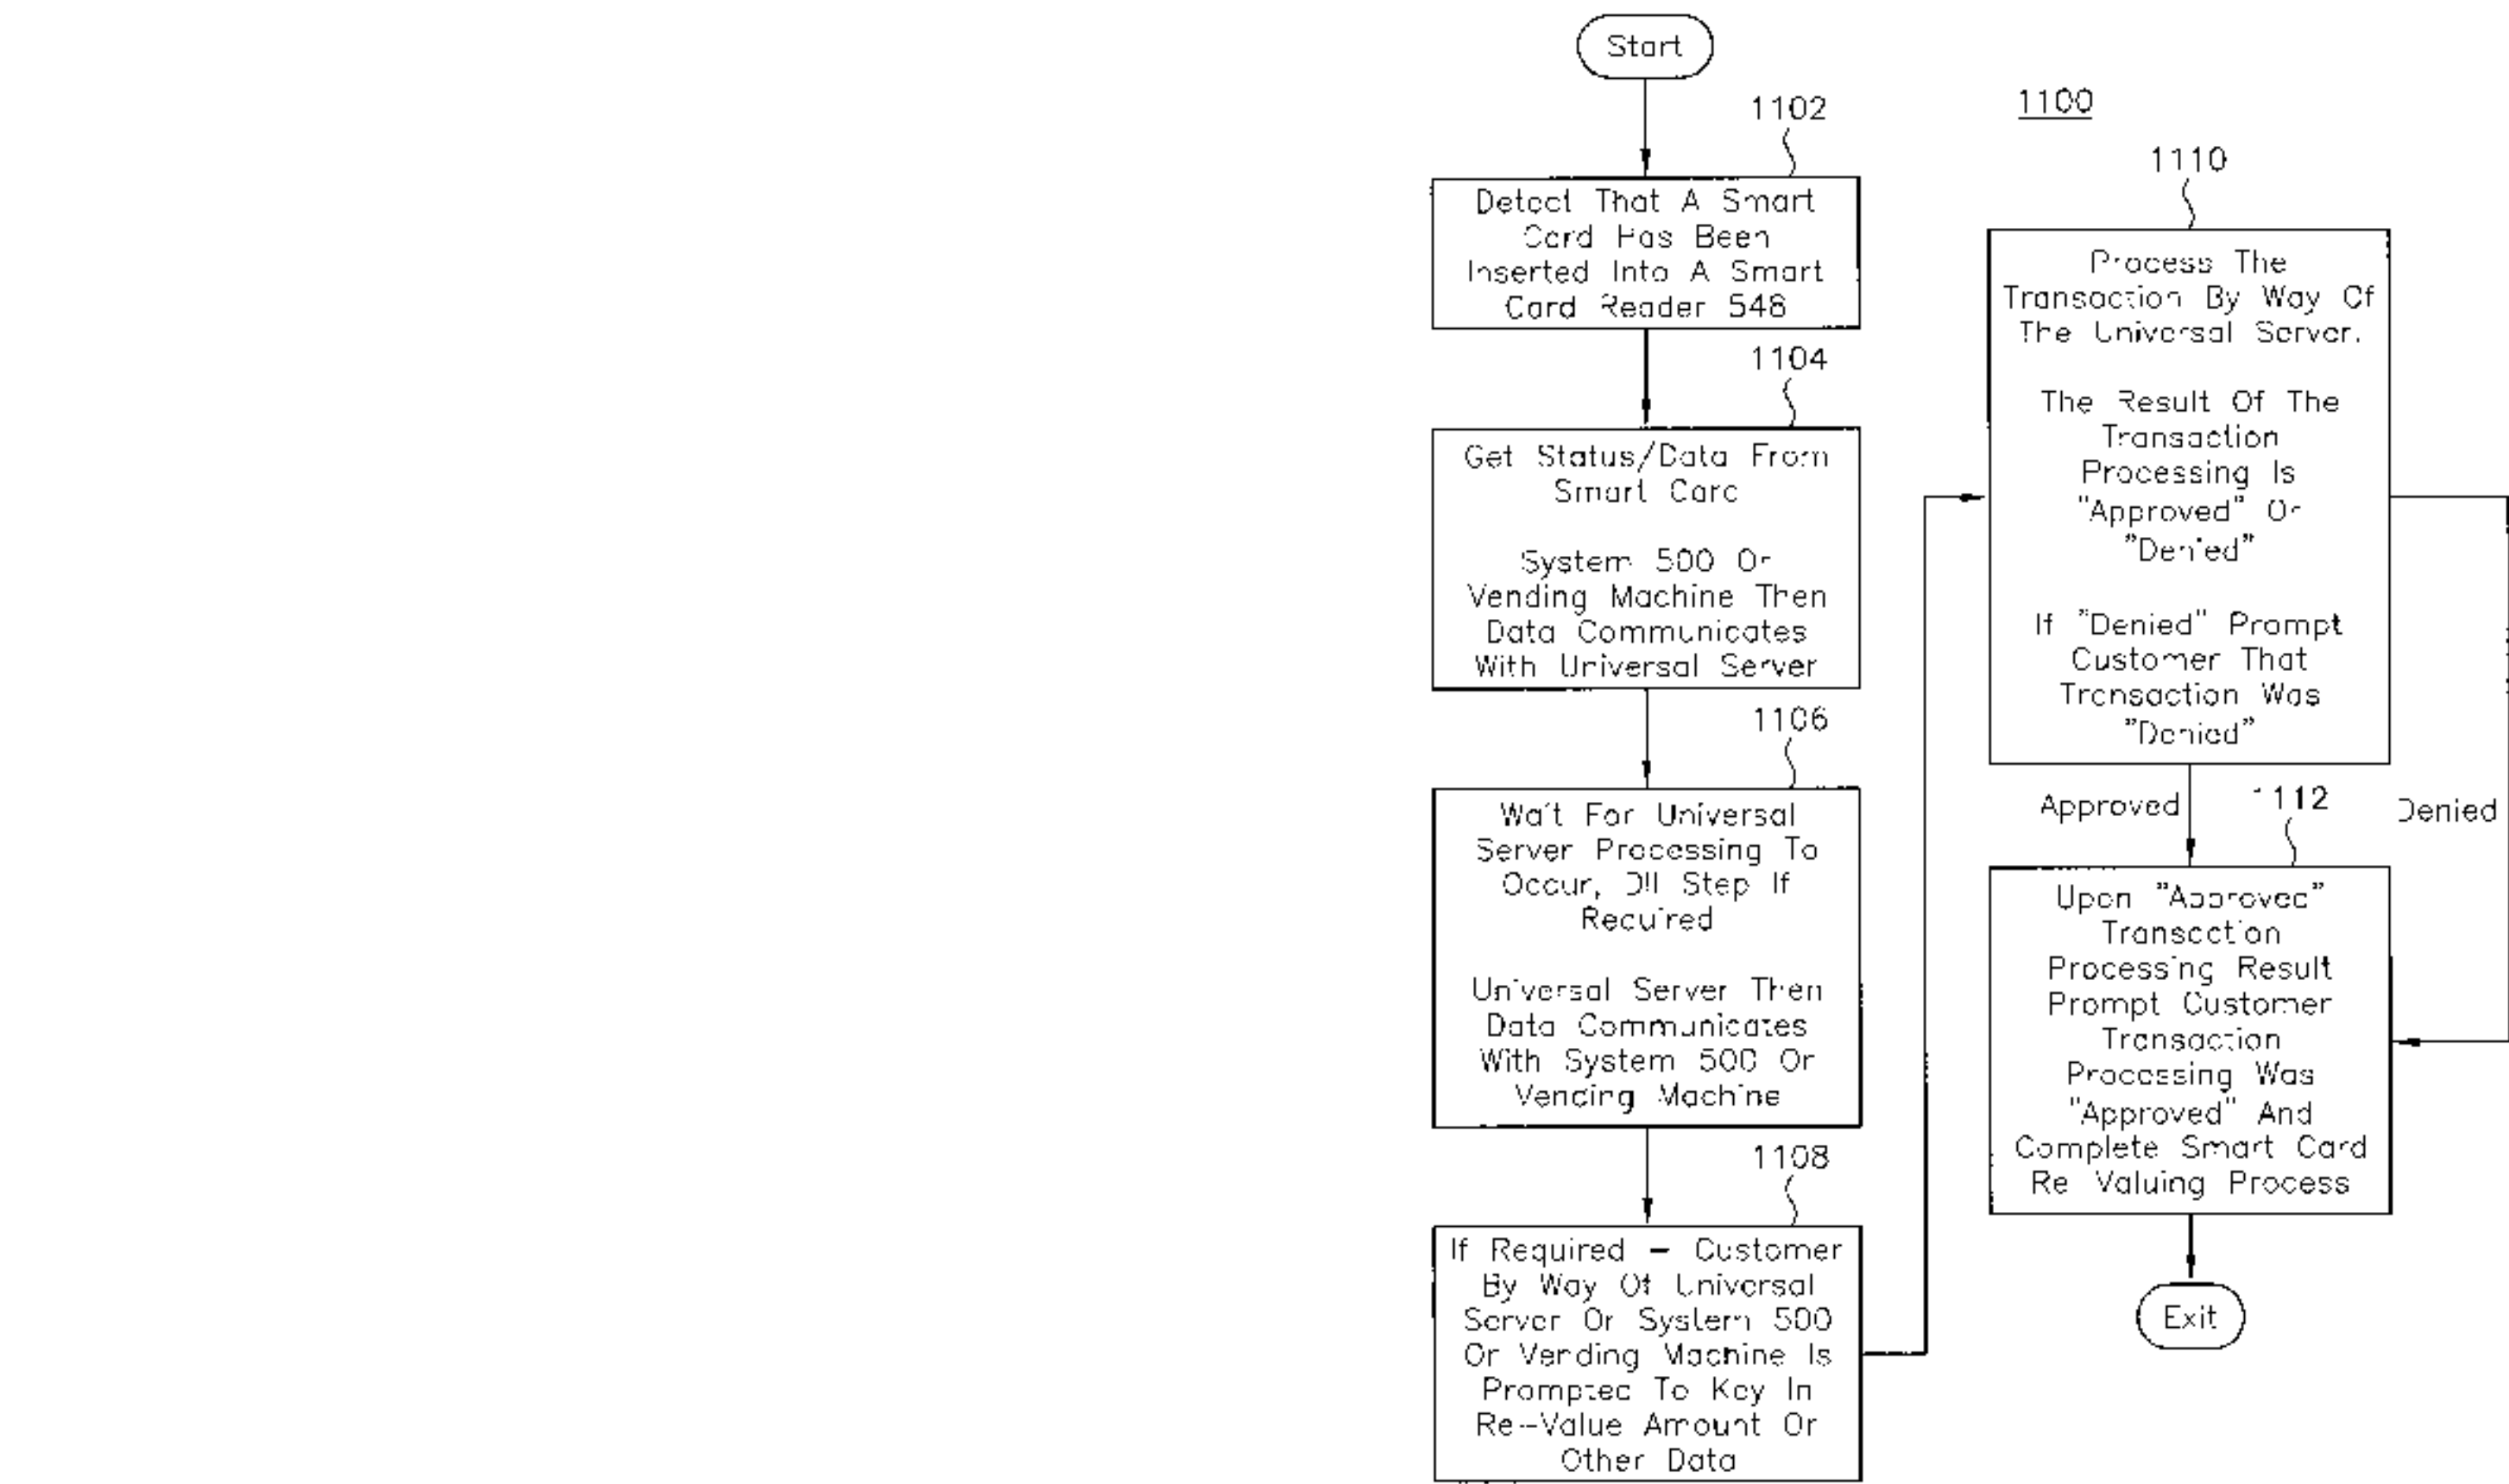 Start
1102
Detect That A Smart
Card Has Been
Inserted Into A Smart
Card Reader 548
1104
Get Status/Data From
Smart Card
System 500 Or
Vending Machine Then
Data Communicates
With Universal Server
1106
Wait For Universal
Server Processing To
Occur, Dll Step If
Required
Universal Server Then
Data Communicates
With System 500 Or
Vending Machine
1108
If Required – Customer
By Way Of Universal
Server Or System 500
Or Vending Machine Is
Prompted To Key In
Re-Value Amount Or
Other Data
1100
1110
Process The
Transaction By Way Of
The Universal Server.
The Result Of The
Transaction
Processing Is
"Approved" Or
"Denied"
If "Denied" Prompt
Customer That
Transaction Was
"Denied"
Approved
1112
Denied
Upon "Approved"
Transaction
Processing Result
Prompt Customer
Transaction
Processing Was
"Approved" And
Complete Smart Card
Re Valuing Process
Exit